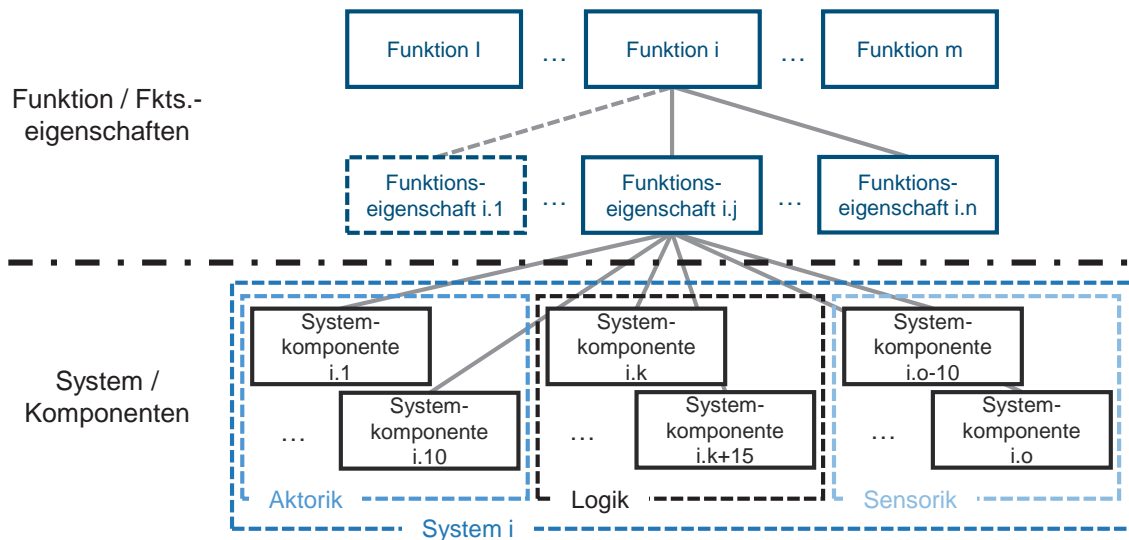 Funktion I
...
Funktion i
...
Funktion m
Funktion / Fkts.-
eigenschaften
Funktions-
eigenschaft i.1
...
Funktions-
eigenschaft i.j
...
Funktions-
eigenschaft i.n
System /
Komponenten
System-
komponente
i.1
...
System-
komponente
i.10
Aktorik
System-
komponente
i.k
...
System-
komponente
i.k+15
Logik
System-
komponente
i.o-10
...
System-
komponente
i.o
Sensorik
System i